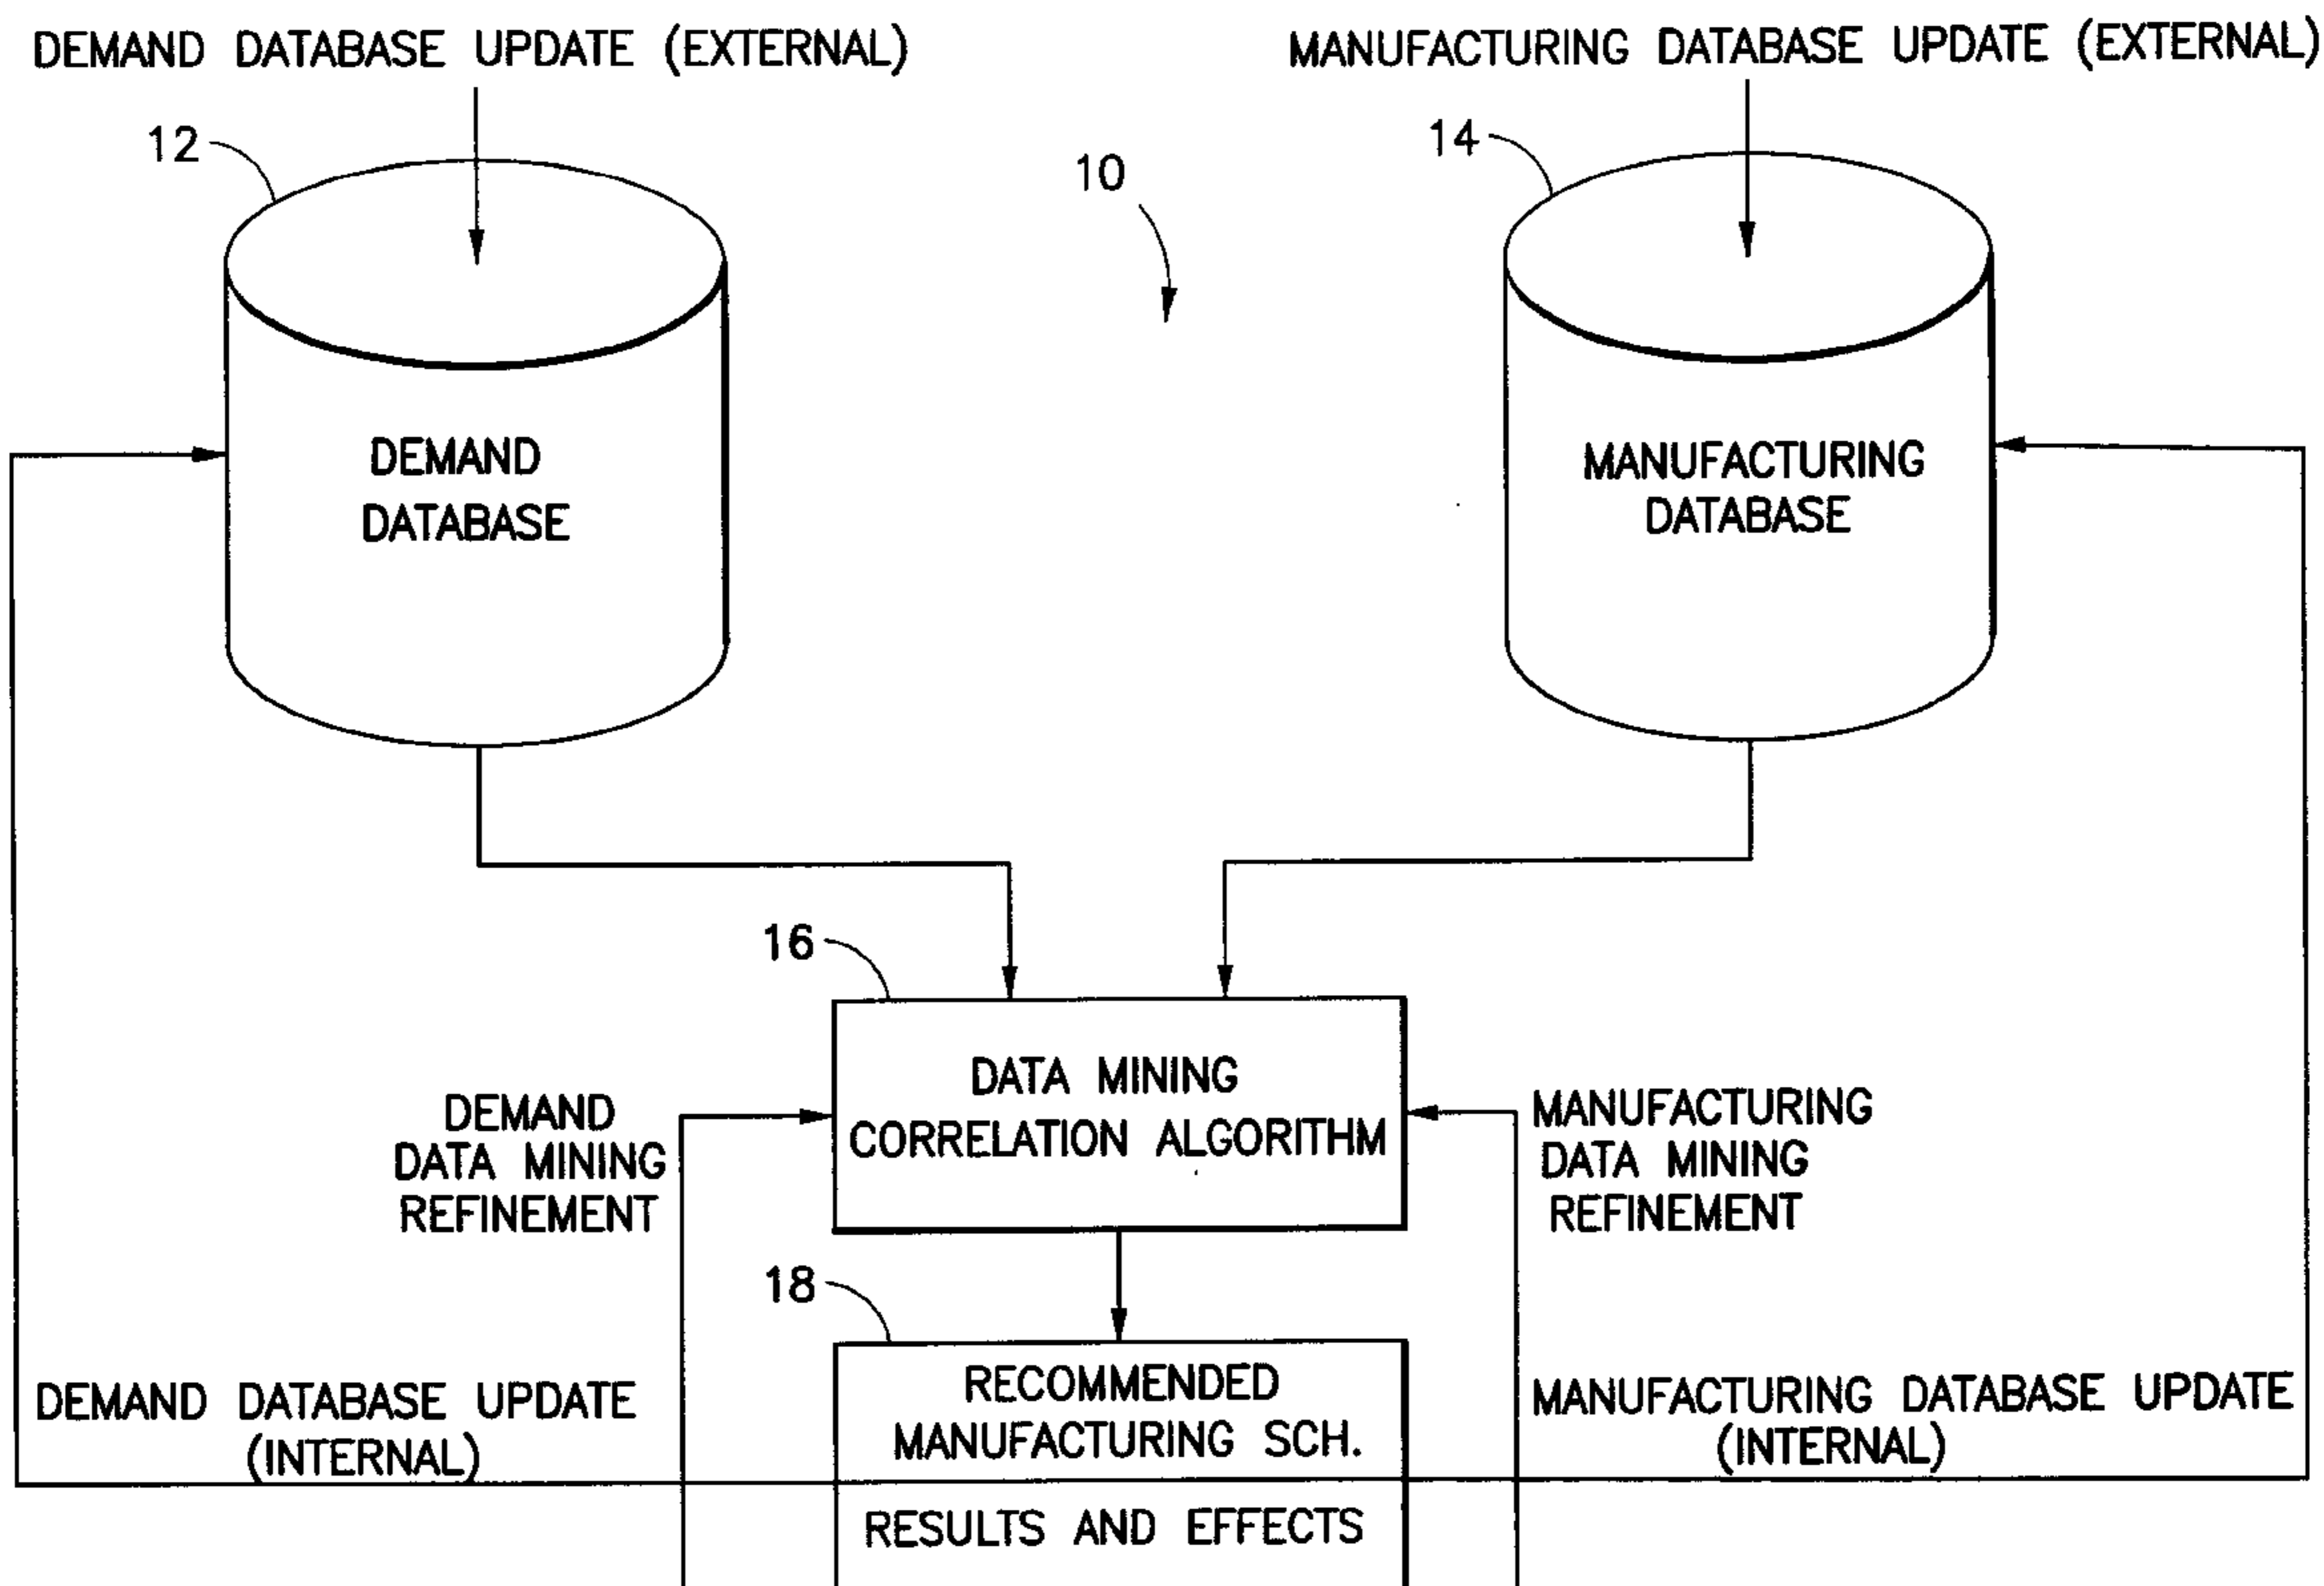 DEMAND DATABASE UPDATE (EXTERNAL)
MANUFACTURING DATABASE UPDATE (EXTERNAL)
12
10
14
DEMAND
DATABASE
MANUFACTURING
DATABASE
16
DATA MINING
CORRELATION ALGORITHM
DEMAND
DATA MINING
REFINEMENT
MANUFACTURING
DATA MINING
REFINEMENT
18
RECOMMENDED
MANUFACTURING SCH.
DEMAND DATABASE UPDATE
(INTERNAL)
MANUFACTURING DATABASE UPDATE
(INTERNAL)
RESULTS AND EFFECTS